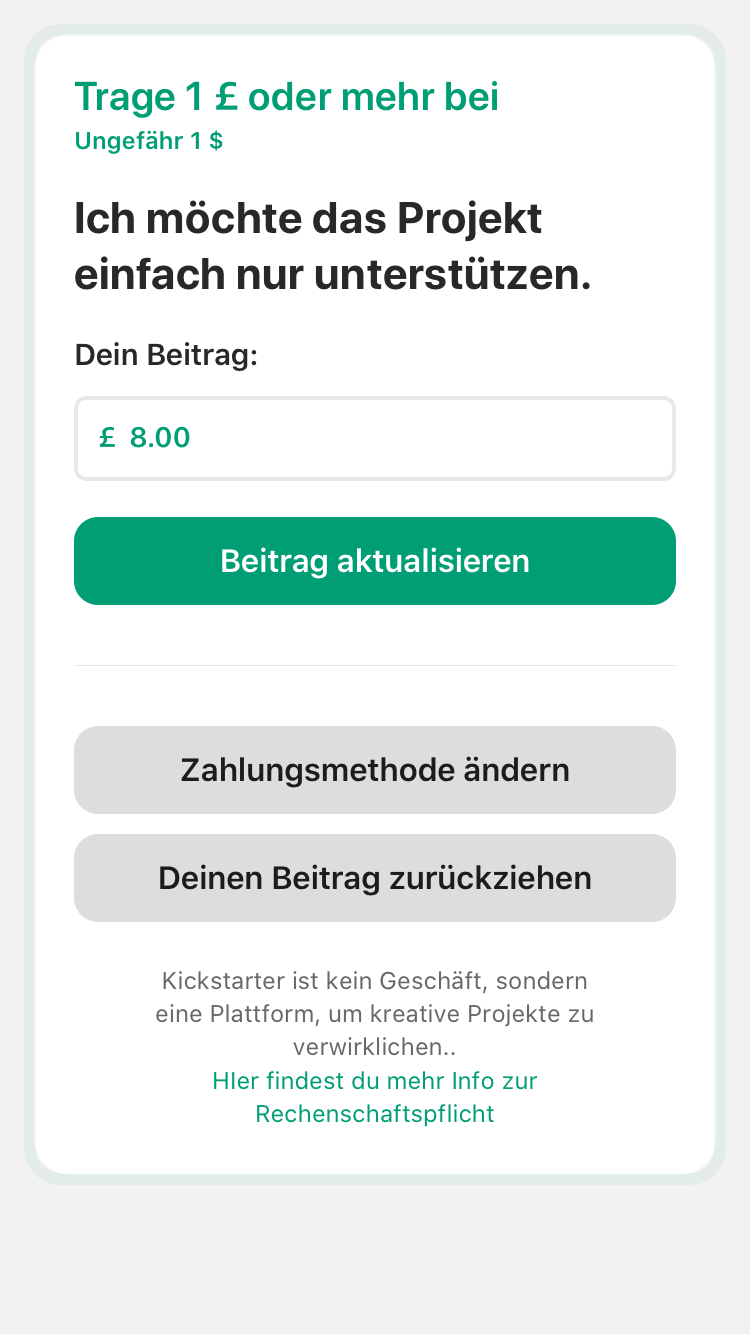 Trage 1 £ oder mehr bei
Ungefähr 1 $
Ich möchte das Projekt
einfach nur unterstützen.
Dein Beitrag:
£ 8.00
Beitrag aktualisieren
Zahlungsmethode ändern
Deinen Beitrag zurückziehen
Kickstarter ist kein Geschäft, sondern
eine Plattform, um kreative Projekte zu
verwirklichen..
HIer findest du mehr Info zur
Rechenschaftspflicht